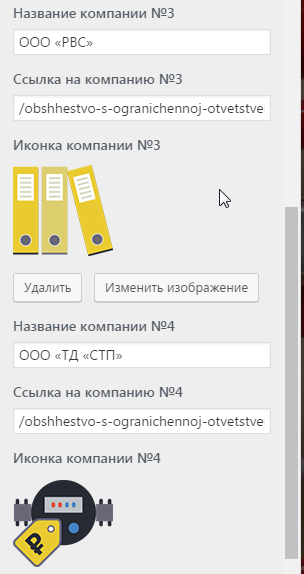 Название компании №3
ООО «РВС»
Ссылка на компанию №3
/obshhestvo-s-ogranichennoj-otvetstve
Иконка компании №3
Удалить Изменить изображение
Название компании №4
ООО «ТД «СТП»
Ссылка на компанию №4
/obshhestvo-s-ogranichennoj-otvetstve
Иконка компании №4
₽